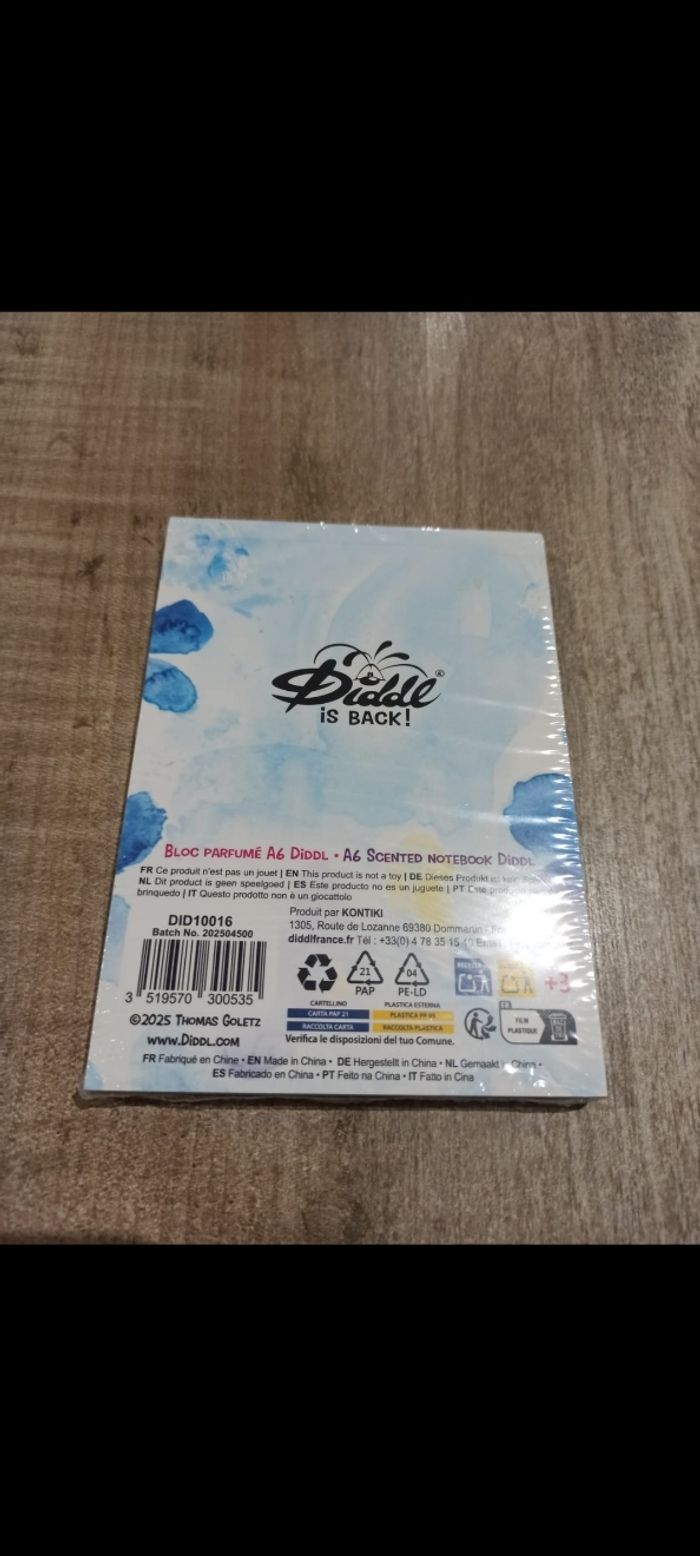 Diddl®
iS BACK!
BLOC PARFUMÉ A6 DIDDL • A6 SCENTED NOTEBOOK DIDDL
FR Ce produit n'est pas un jouet | EN This product is not a toy | DE Dieses Produkt ist kein
NL Dit product is geen speelgoed | ES Este producto no es un juguete | PT Este
brinquedo | IT Questo prodotto non è un giocattolo
DID10016
Batch No. 202504500
3 519570 300535
©2025 THOMAS GOLETZ
WWW.DIDDL.COM
Produit par KONTIKI
1305, Route de Lozanne 69380 Dommartin -
diddlfrance.fr Tél : +33(0) 4 78 35 15 40
21
PAP
04
PE-LD
+3
CARTELLINO
CARTA PAP 21
RACCOLTA CARTA
PLASTICA ESTERNA
RACCOLTA PLASTICA
Verifica le disposizioni del tuo Comune.
FR
FILM
PLASTIQUE
FR Fabriqué en Chine • EN Made in China • DE Hergestellt in China • NL Gemaakt in China •
ES Fabricado en China • PT Feito na China • IT Fatto in Cina